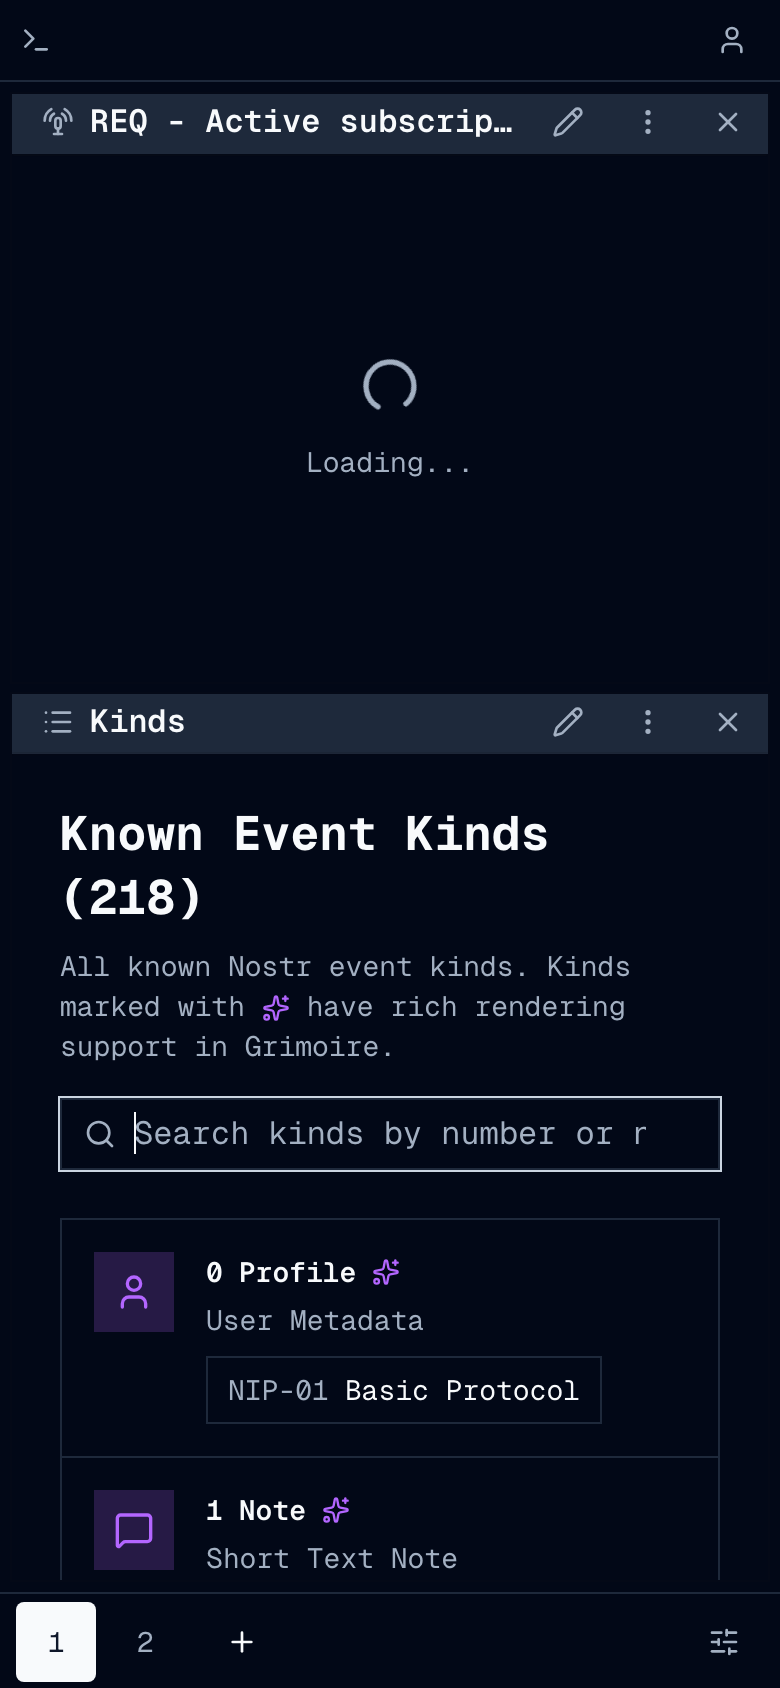 REQ - Active subscrip…
Loading...
Kinds
Known Event Kinds
(218)
All known Nostr event kinds. Kinds
marked with have rich rendering
support in Grimoire.
Search kinds by number or
0 Profile
User Metadata
NIP-01 Basic Protocol
1 Note
Short Text Note
1
2